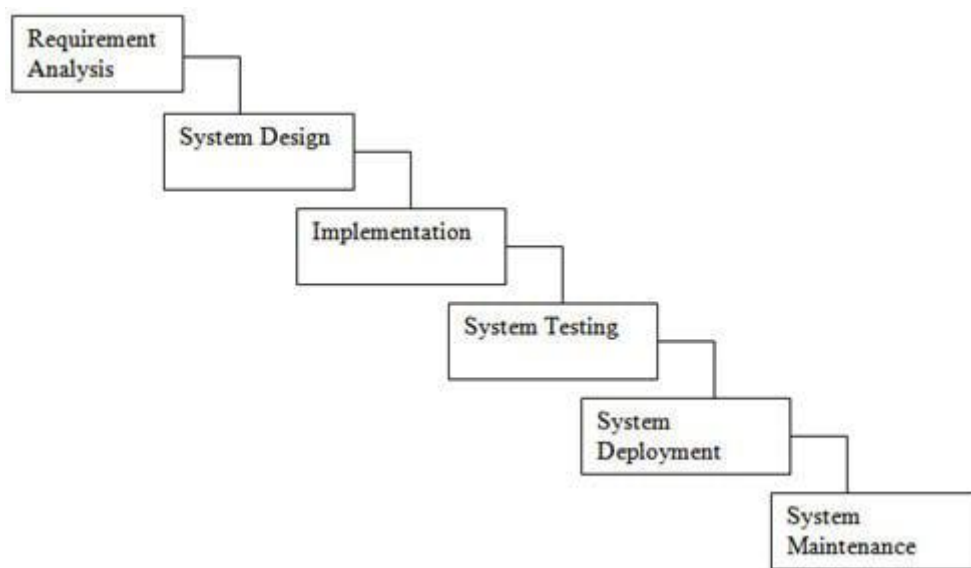 Requirement
Analysis
System Design
Implementation
System Testing
System
Deployment
System
Maintenance